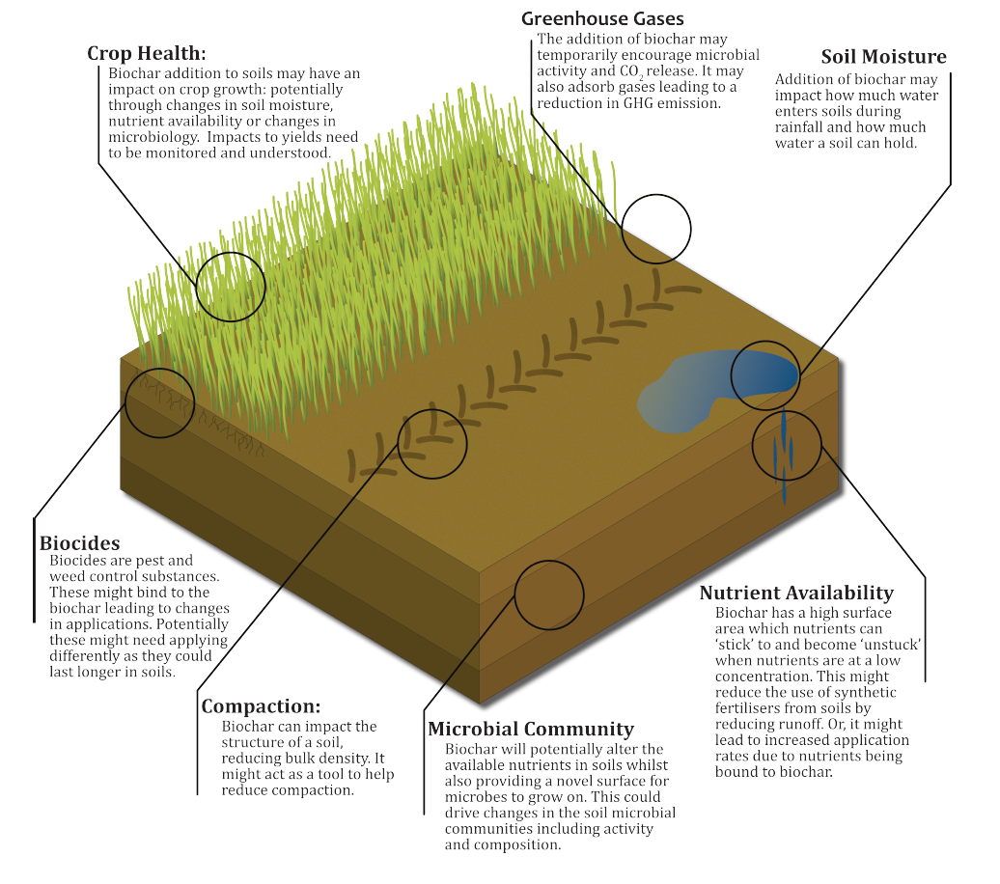 Greenhouse Gases
The addition of biochar may
temporarily encourage microbial
activity and CO2 release. It may
also adsorb gases leading to a
reduction in GHG emission.
Crop Health:
Biochar addition to soils may have an
impact on crop growth: potentially
through changes in soil moisture,
nutrient availability or changes in
microbiology. Impacts to yields need
to be monitored and understood.
Soil Moisture
Addition of biochar may
impact how much water
enters soils during
rainfall and how much
water a soil can hold.
Biocides
Biocides are pest and
weed control substances.
These might bind to the
biochar leading to changes
in applications. Potentially
these might need applying
differently as they could
last longer in soils.
Compaction:
Biochar can impact the
structure of a soil,
reducing bulk density. It
might act as a tool to help
reduce compaction.
Microbial Community
Biochar will potentially alter the
available nutrients in soils whilst
also providing a novel surface for
microbes to grow on. This could
drive changes in the soil microbial
communities including activity
and composition.
Nutrient Availability
Biochar has a high surface
area which nutrients can
‘stick’ to and become ‘unstuck’
when nutrients are at a low
concentration. This might
reduce the use of synthetic
fertilisers from soils by
reducing runoff. Or, it might
lead to increased application
rates due to nutrients being
bound to biochar.